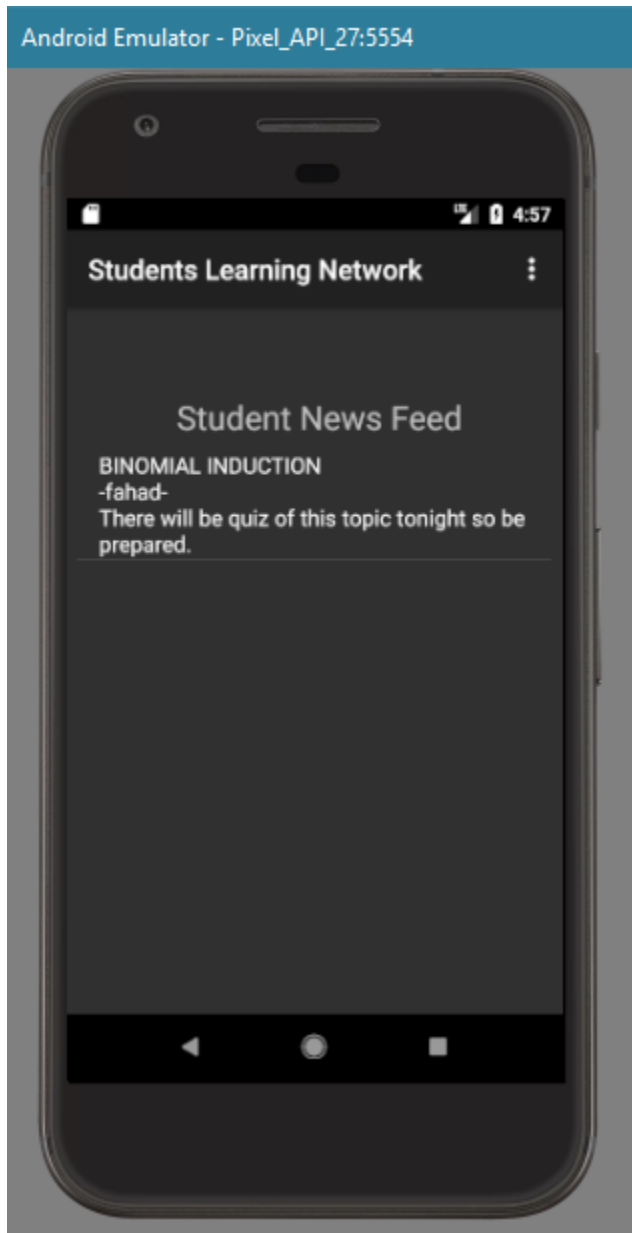 Android Emulator - Pixel_API_27:5554
LTE 4:57
Students Learning Network
Student News Feed
BINOMIAL INDUCTION
-fahad-
There will be quiz of this topic tonight so be
prepared.